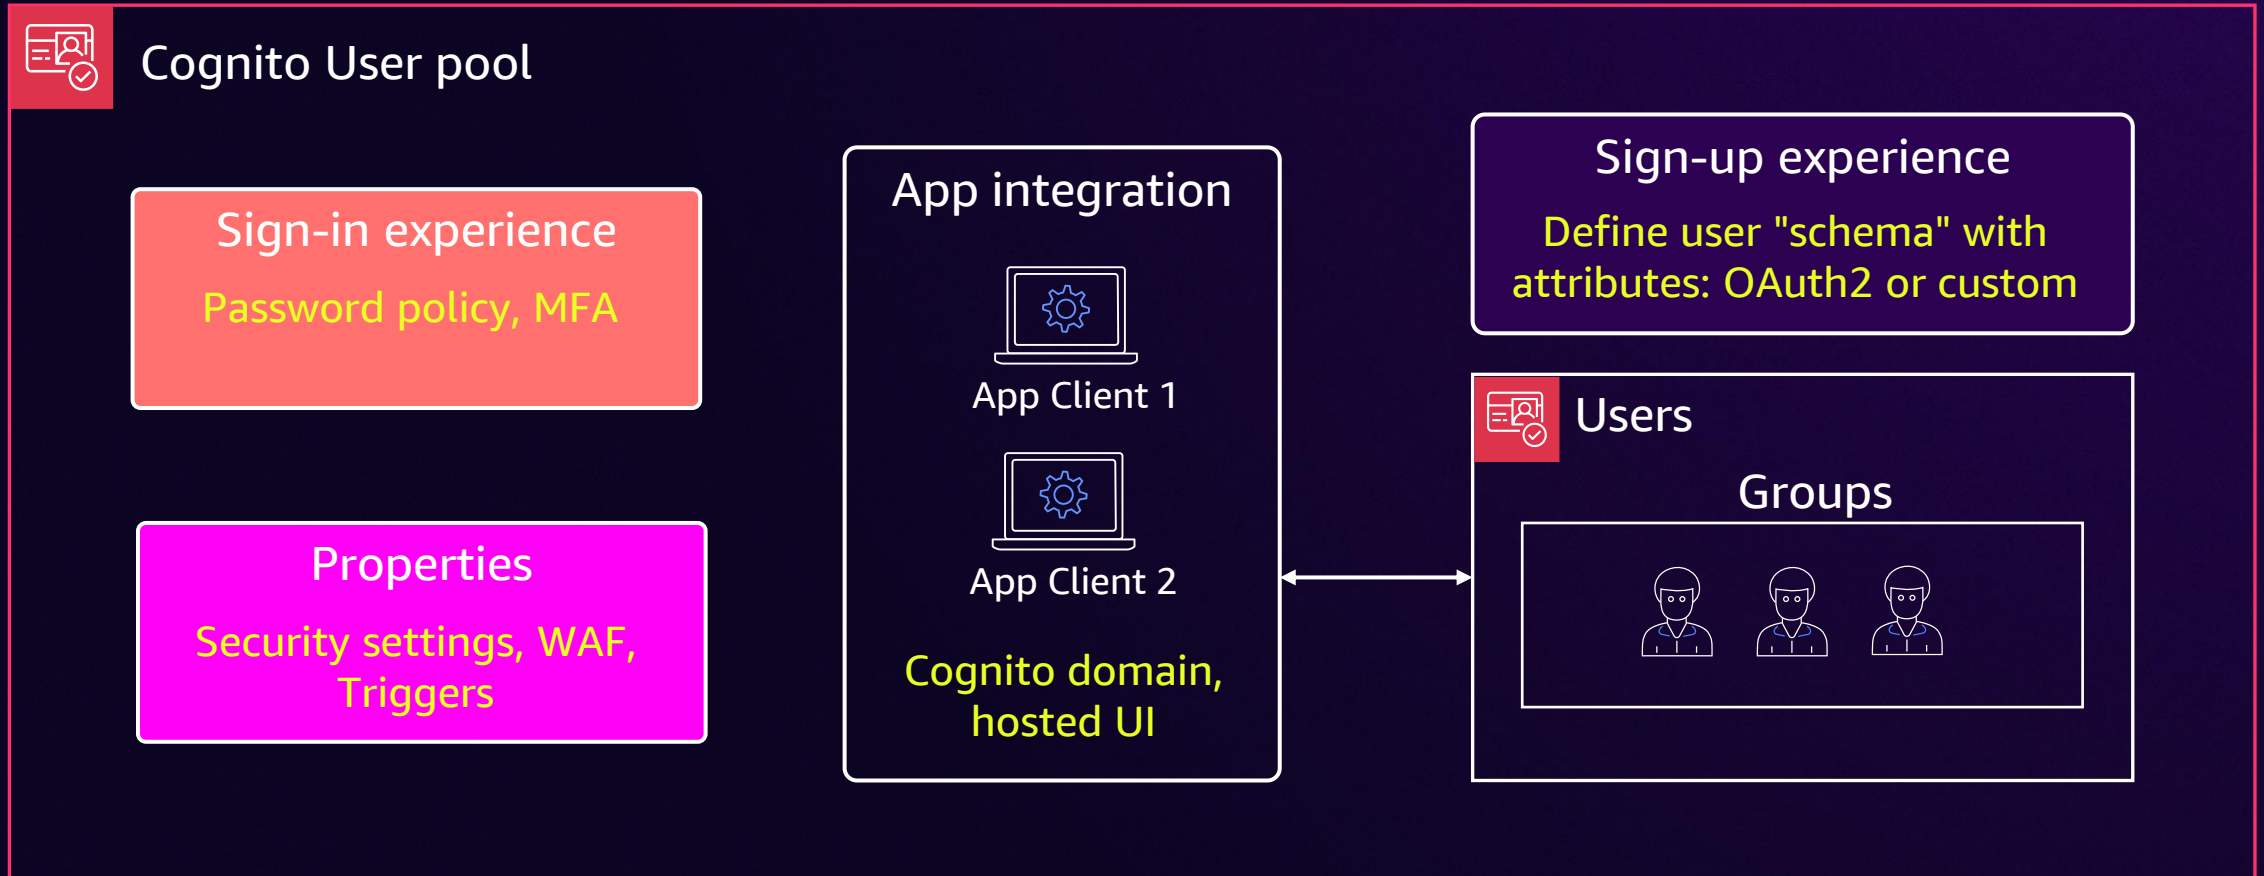 Cognito User pool
Sign-in experience
Password policy, MFA
Properties
Security settings, WAF,
Triggers
App integration
App Client 1
App Client 2
Cognito domain,
hosted UI
Sign-up experience
Define user "schema" with
attributes: OAuth2 or custom
Users
Groups